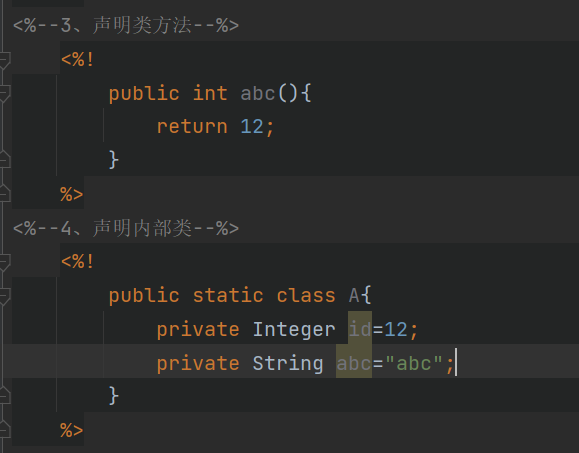 <%--3、声明类方法--%>
<%!
public int abc(){
return 12;
}
%>
<%--4、声明内部类--%>
<%!
public static class A{
private Integer id=12;
private String abc="abc";
}
%>